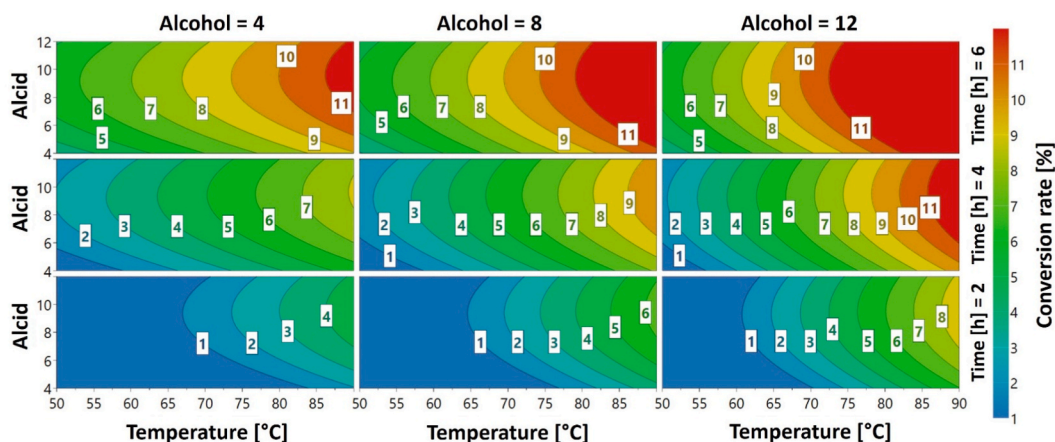 Alcohol = 4 Alcohol = 8 Alcohol = 12
12
10
8
6
4
Alcid
10 11 9 8 7 6 5
10 11 9 8 7 6 5
10 11 9 8 7 6 5
Time [h] = 6
10
8
6
4
Alcid
2 3 4 5 6 7
1 2 3 4 5 6 7 8 9
1 2 3 4 5 6 7 8 9 10 11
Time [h] = 4
10
8
6
4
Alcid
1 2 3 4
1 2 3 4 5 6
1 2 3 4 5 6 7 8
Time [h] = 2
50 55 60 65 70 75 80 85 50 55 60 65 70 75 80 85 50 55 60 65 70 75 80 85 90
Temperature [°C] Temperature [°C] Temperature [°C]
11
10
9
8
7
6
5
4
3
2
1
Conversion rate [%]